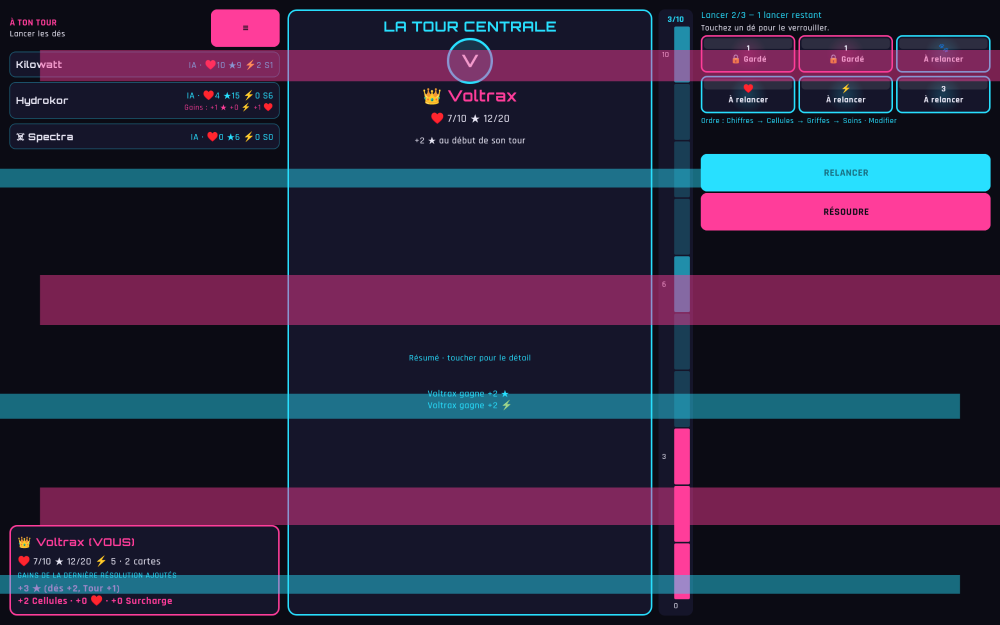 À TON TOUR
Lancer les dés
≡
Kilowatt IA · ❤️10 ★9 ⚡2 S1
Hydrokor IA · ❤️4 ★15 ⚡0 S6
Gains : +1 ★ +0 ⚡ +1 ❤️
☠ Spectra IA · ❤️0 ★6 ⚡0 S0
👑 Voltrax (VOUS)
❤️ 7/10 ★ 12/20 ⚡ 5 · 2 cartes
GAINS DE LA DERNIÈRE RÉSOLUTION AJOUTÉS
+3 ★ (dés +2, Tour +1)
+2 Cellules · +0 ❤️ · +0 Surcharge
LA TOUR CENTRALE
V
👑 Voltrax
❤️ 7/10 ★ 12/20
+2 ★ au début de son tour
Résumé · toucher pour le détail
Voltrax gagne +2 ★
Voltrax gagne +2 ⚡
3/10
10
6
3
0
Lancer 2/3 — 1 lancer restant
Touchez un dé pour le verrouiller.
1
🔒 Gardé
1
🔒 Gardé
🐾
À relancer
❤️
À relancer
⚡
À relancer
3
À relancer
Ordre : Chiffres → Cellules → Griffes → Soins · Modifier
RELANCER
RÉSOUDRE